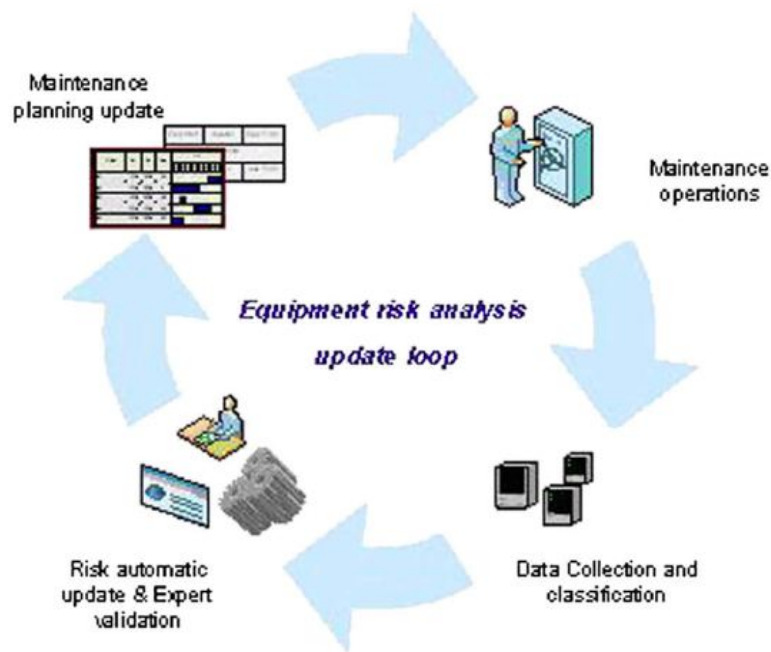 Maintenance
planning update
Maintenance
operations
Equipment risk analysis
update loop
Risk automatic
update & Expert
validation
Data Collection and
classification